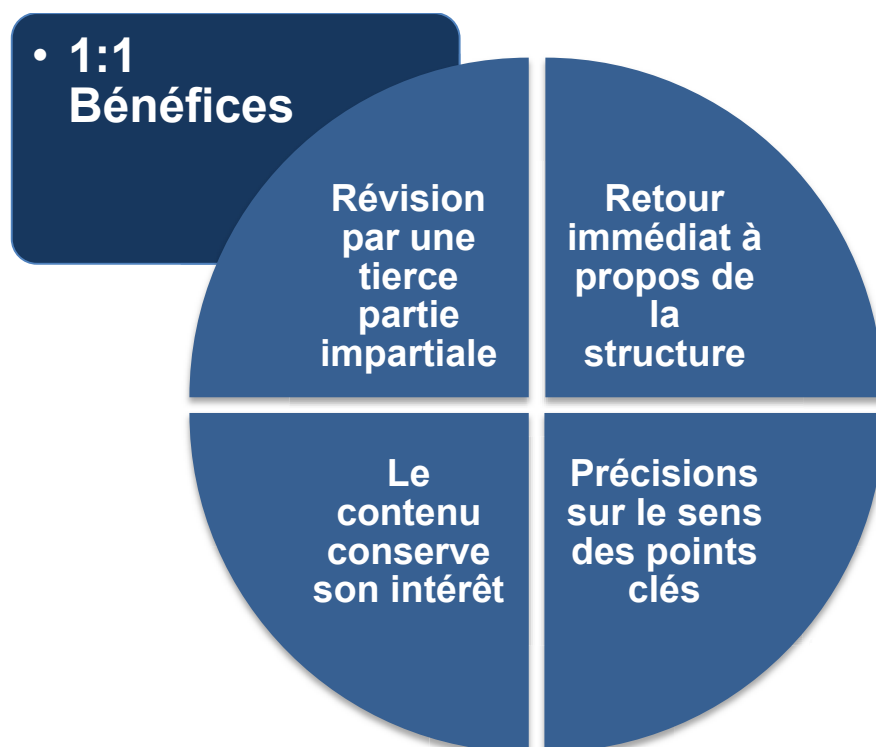 • 1:1
Bénéfices
Révision
par une
tierce
partie
impartiale
Retour
immédiat à
propos de
la
structure
Le
contenu
conserve
son intérêt
Précisions
sur le sens
des points
clés